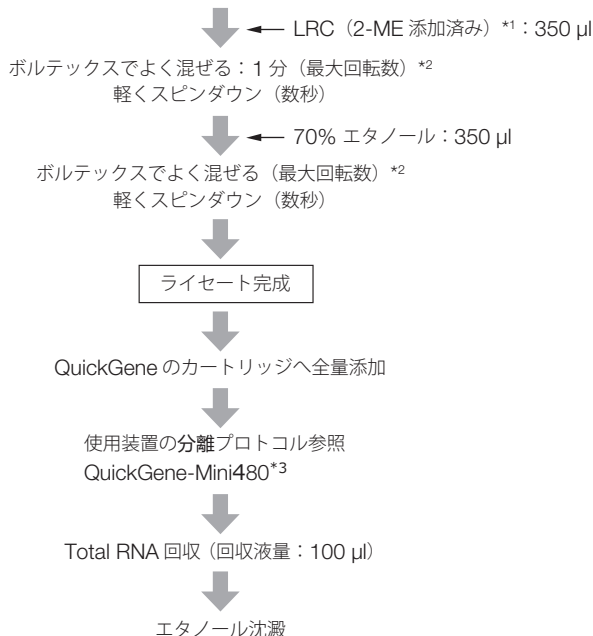 LRC（2-ME 添加済み）*1：350 µl
ボルテックスでよく混ぜる：1 分（最大回転数）*2
軽くスピンダウン（数秒）
70% エタノール：350 µl
ボルテックスでよく混ぜる（最大回転数）*2
軽くスピンダウン（数秒）
ライセート完成
QuickGene のカートリッジへ全量添加
使用装置の分離プロトコル参照
QuickGene-Mini480*3
Total RNA 回収（回収液量：100 µl）
エタノール沈澱